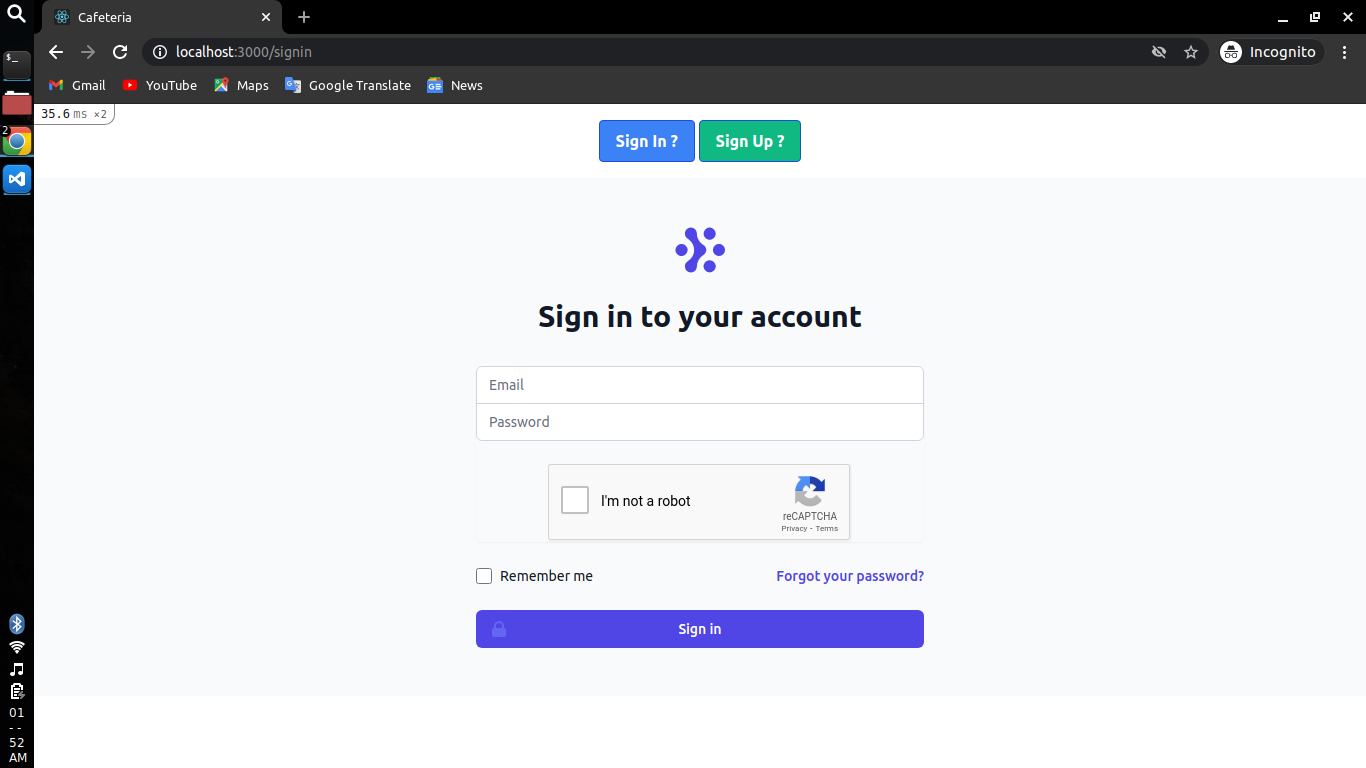 Cafeteria
localhost:3000/signin
Incognito
Gmail YouTube Maps Google Translate News
35.6 ms ×2
$_
2
Sign In ? Sign Up ?
Sign in to your account
Email
Password
I'm not a robot
reCAPTCHA
Privacy - Terms
Remember me Forgot your password?
Sign in
01
--
52
AM